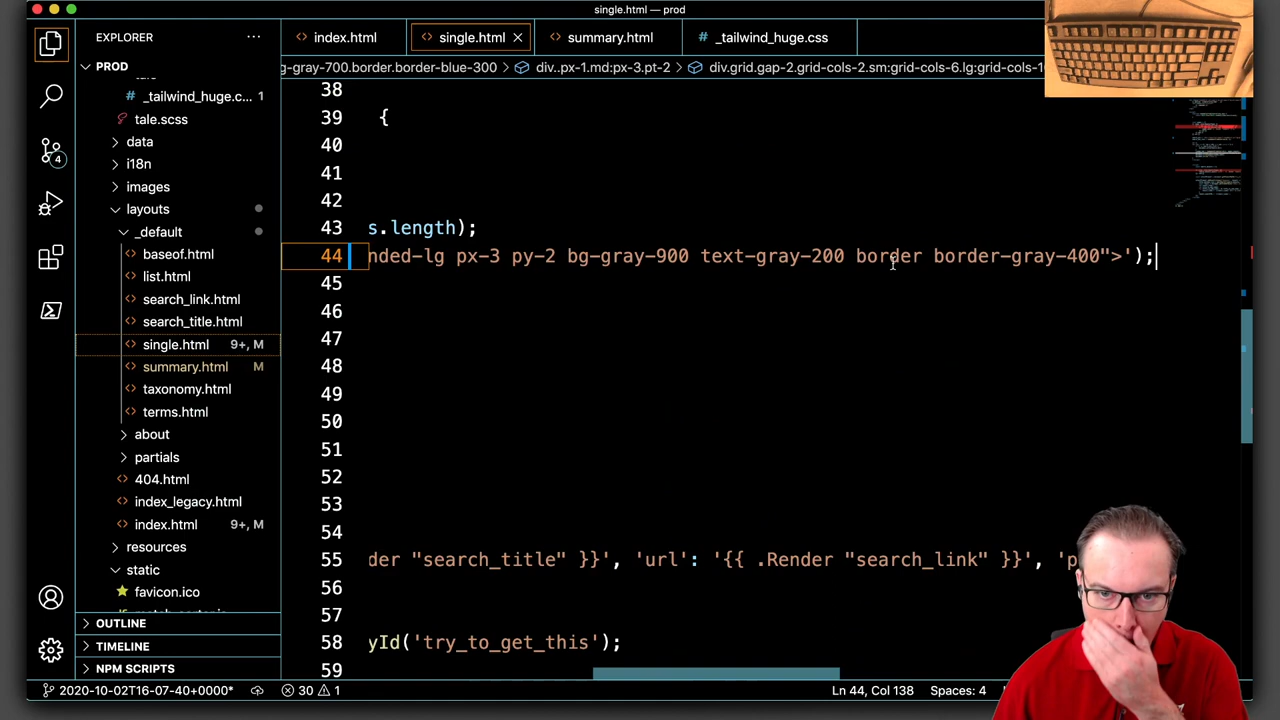 single.html — prod
EXPLORER ···
index.html
single.html
summary.html
# _tailwind_huge.css
PROD
g-gray-700.border.border-blue-300 > div..px-1.md:px-3.pt-2 > div.grid.gap-2.grid-cols-2.sm:grid-cols-6.lg:grid-cols-1
# _tailwind_huge.c... 1
tale.scss
data
i18n
images
layouts
_default
baseof.html
list.html
search_link.html
search_title.html
single.html 9+, M
summary.html M
taxonomy.html
terms.html
about
partials
404.html
index_legacy.html
index.html 9+, M
resources
static
favicon.ico
OUTLINE
TIMELINE
NPM SCRIPTS
4
38
39 {
40
41
42
43 s.length);
44 nded-lg px-3 py-2 bg-gray-900 text-gray-200 border border-gray-400">');
45
46
47
48
49
50
51
52
53
54
55 der "search_title" }}', 'url': '{{ .Render "search_link" }}', 'p
56
57
58 yId('try_to_get_this');
59
2020-10-02T16-07-40+0000* 30 1 Ln 44, Col 138 Spaces: 4